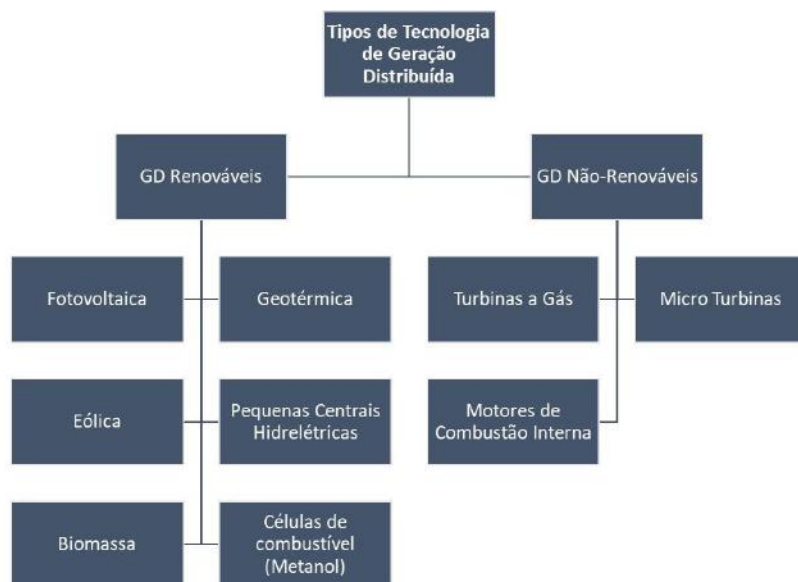 Tipos de Tecnologia
de Geração
Distribuída
GD Renováveis
GD Não-Renováveis
Fotovoltaica
Geotérmica
Turbinas a Gás
Micro Turbinas
Eólica
Pequenas Centrais
Hidrelétricas
Motores de
Combustão Interna
Biomassa
Células de
combustível
(Metanol)